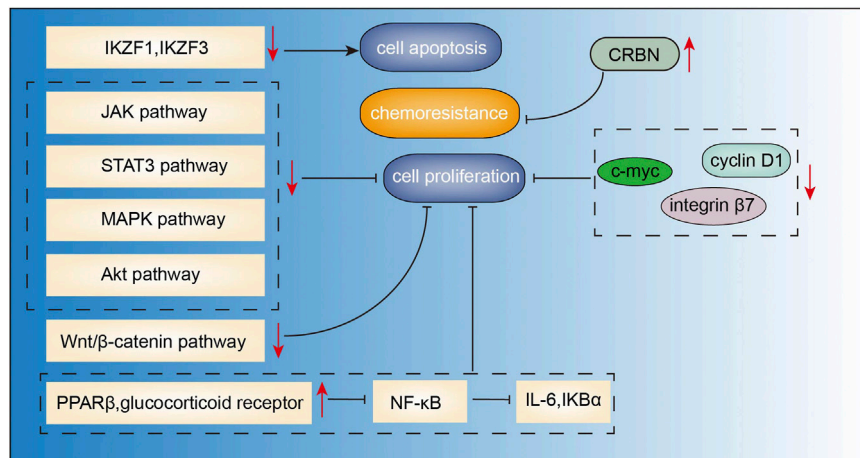 IKZF1,IKZF3
cell apoptosis
CRBN
JAK pathway
chemoresistance
STAT3 pathway
cell proliferation
c-myc
cyclin D1
integrin β7
MAPK pathway
Akt pathway
Wnt/β-catenin pathway
PPARβ,glucocorticoid receptor
NF-κB
IL-6,IKBα